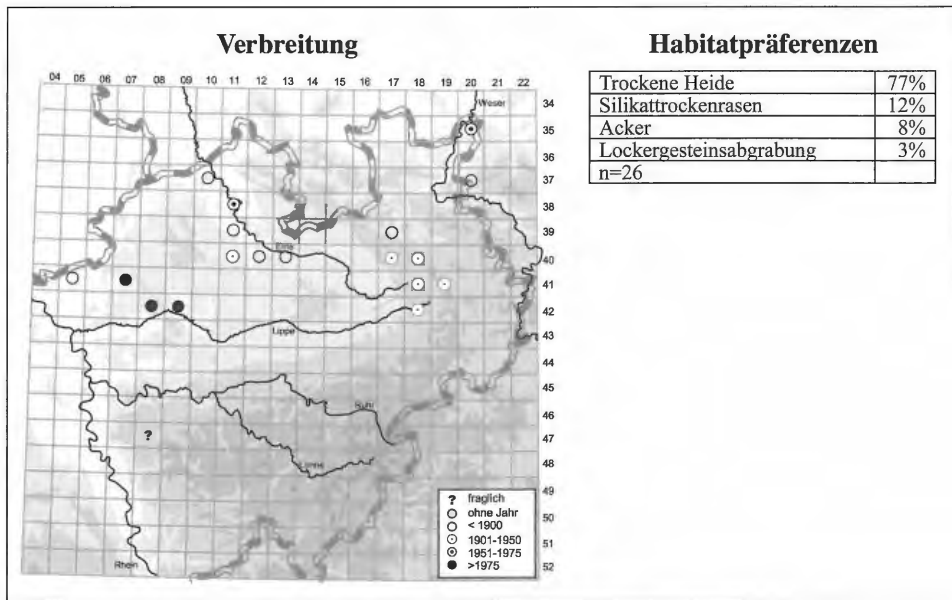 Verbreitung
04 05 06 07 08 09 10 11 12 13 14 15 16 17 18 19 20 21 22
Weser
34
35
36
37
38
39
Ems
40
41
42
Lippe
43
44
45
Ruhr
46
?
47
Lenne
48
49
50
51
52
Rhein
? fraglich
ohne Jahr
< 1900
1901-1950
1951-1975
>1975
Habitatpräferenzen
Trockene Heide 77%
Silikattrockenrasen 12%
Acker 8%
Lockergesteinsabgrabung 3%
n=26